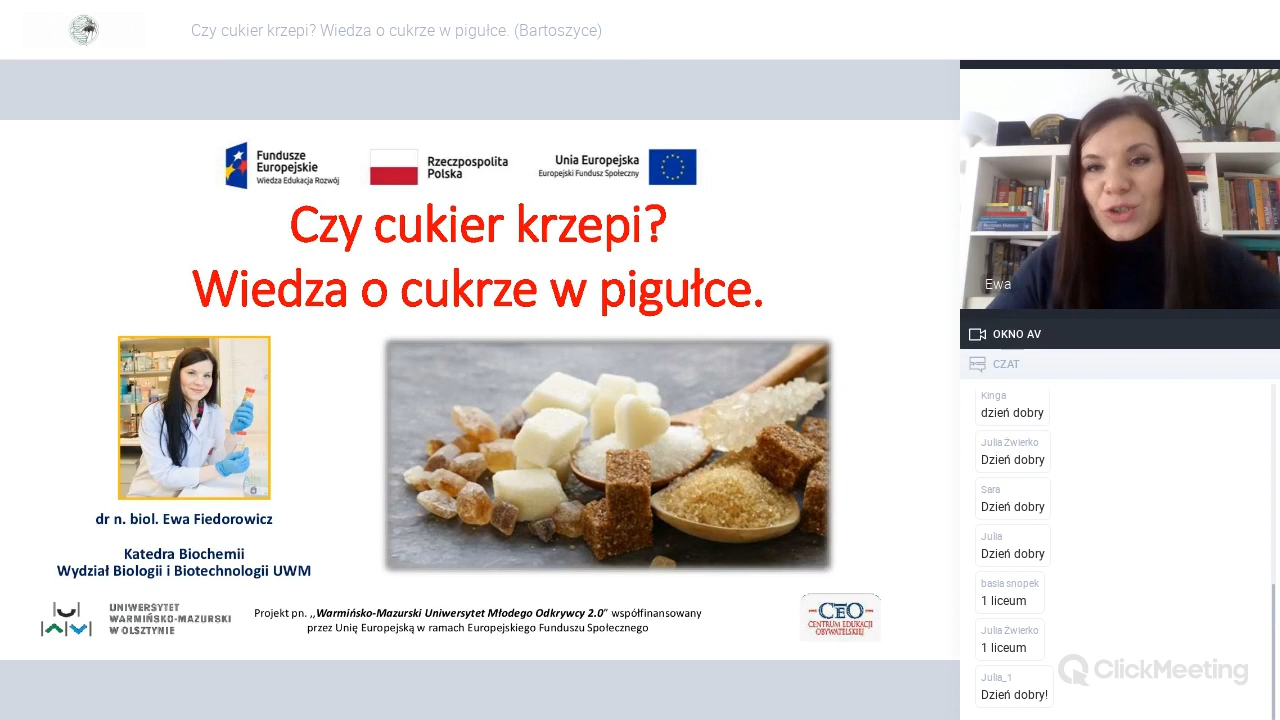 Czy cukier krzepi? Wiedza o cukrze w pigułce. (Bartoszyce)
Fundusze
Europejskie
Wiedza Edukacja Rozwój
Rzeczpospolita
Polska
Unia Europejska
Europejski Fundusz Społeczny
Czy cukier krzepi?
Wiedza o cukrze w pigułce.
dr n. biol. Ewa Fiedorowicz
Katedra Biochemii
Wydział Biologii i Biotechnologii UWM
UNIWERSYTET
WARMIŃSKO-MAZURSKI
W OLSZTYNIE
Projekt pn. ,,Warmińsko-Mazurski Uniwersytet Młodego Odkrywcy 2.0" współfinansowany
przez Unię Europejską w ramach Europejskiego Funduszu Społecznego
CEO
CENTRUM EDUKACJI
OBYWATELSKIEJ
Ewa
OKNO AV
CZAT
Kinga
dzień dobry
Julia Żwierko
Dzień dobry
Sara
Dzień dobry
Julia
Dzień dobry
basia snopek
1 liceum
Julia Żwierko
1 liceum
Julia_1
Dzień dobry!
ClickMeeting